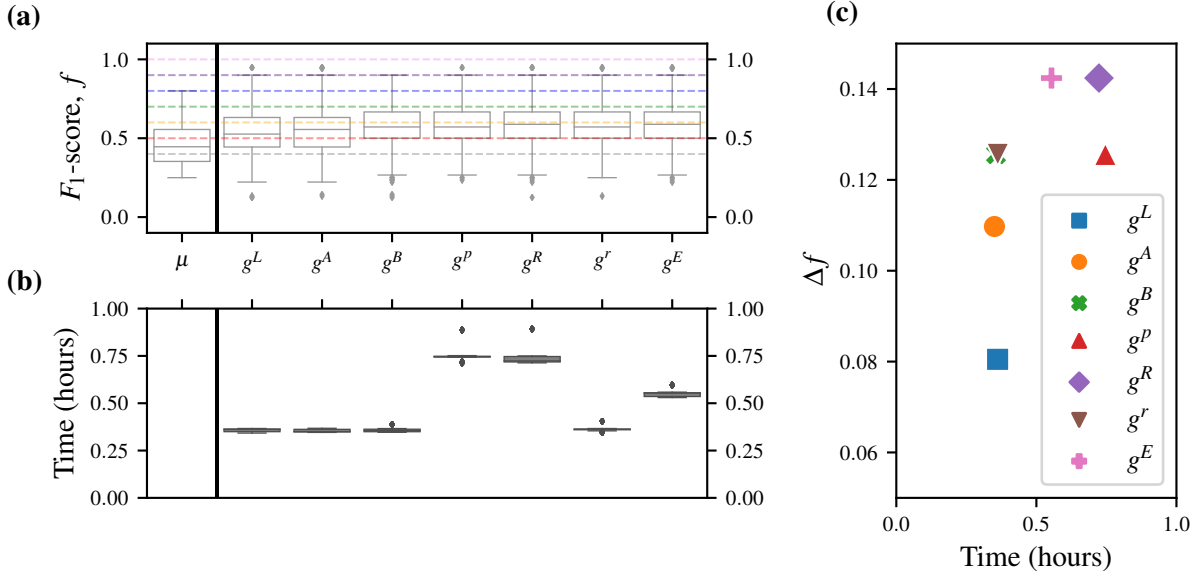 (a)
F₁-score, f
1.0
0.5
0.0
1.0
0.5
0.0
μ
g^L
g^A
g^B
g^p
g^R
g^r
g^E
(b)
Time (hours)
1.00
0.75
0.50
0.25
0.00
1.00
0.75
0.50
0.25
0.00
(c)
Δf
0.14
0.12
0.10
0.08
0.06
g^L
g^A
g^B
g^p
g^R
g^r
g^E
0.0
0.5
1.0
Time (hours)